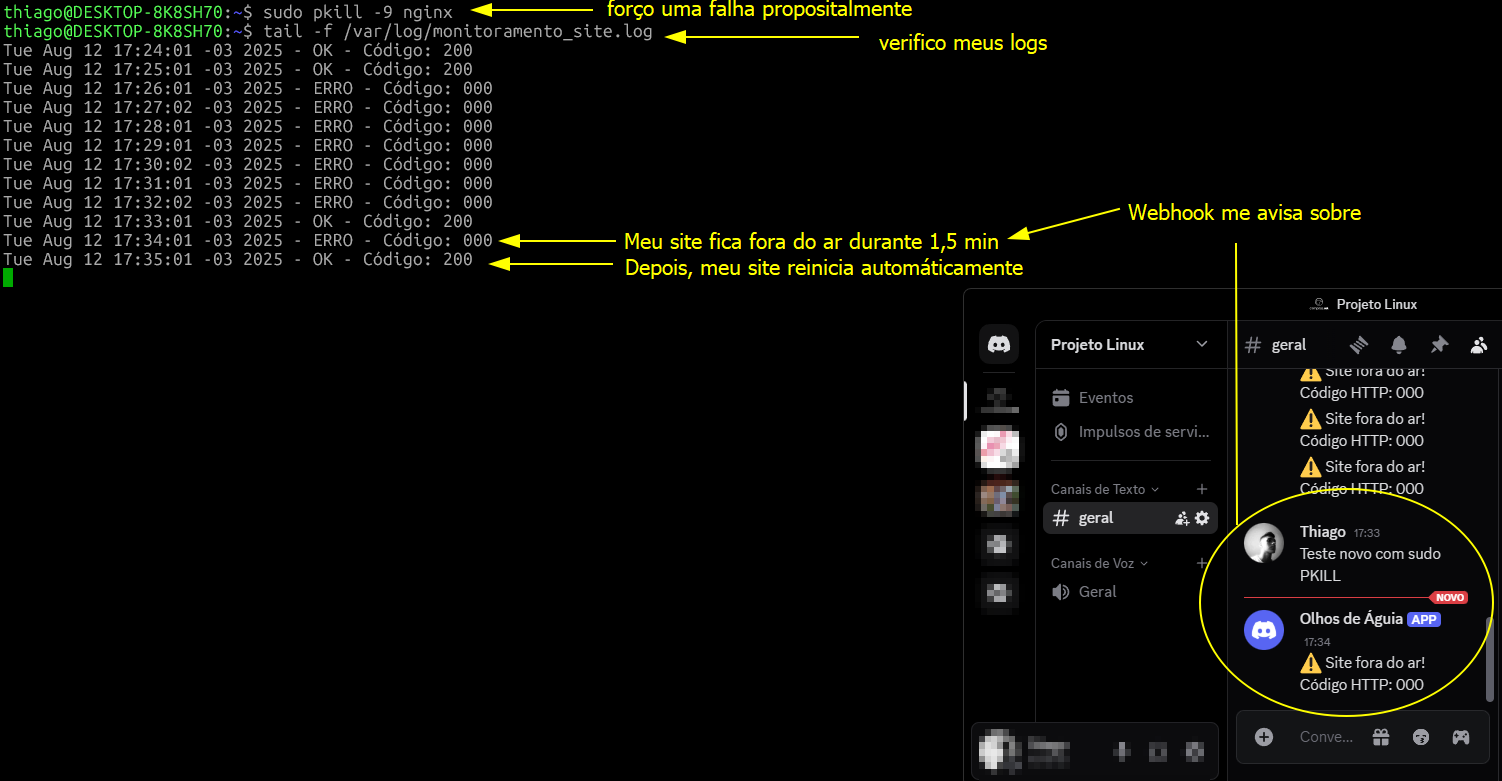 thiago@DESKTOP-8K8SH70:~$ sudo pkill -9 nginx
forço uma falha propositalmente
thiago@DESKTOP-8K8SH70:~$ tail -f /var/log/monitoramento_site.log
verifico meus logs
Tue Aug 12 17:24:01 -03 2025 - OK - Código: 200
Tue Aug 12 17:25:01 -03 2025 - OK - Código: 200
Tue Aug 12 17:26:01 -03 2025 - ERRO - Código: 000
Tue Aug 12 17:27:02 -03 2025 - ERRO - Código: 000
Tue Aug 12 17:28:01 -03 2025 - ERRO - Código: 000
Tue Aug 12 17:29:01 -03 2025 - ERRO - Código: 000
Tue Aug 12 17:30:02 -03 2025 - ERRO - Código: 000
Tue Aug 12 17:31:01 -03 2025 - ERRO - Código: 000
Tue Aug 12 17:32:02 -03 2025 - ERRO - Código: 000
Tue Aug 12 17:33:01 -03 2025 - OK - Código: 200
Tue Aug 12 17:34:01 -03 2025 - ERRO - Código: 000
Tue Aug 12 17:35:01 -03 2025 - OK - Código: 200
Webhook me avisa sobre
Meu site fica fora do ar durante 1,5 min
Depois, meu site reinicia automáticamente
Projeto Linux
Projeto Linux
Eventos
Impulsos de servi...
Canais de Texto
geral
Canais de Voz
Geral
# geral
⚠️ Site fora do ar!
Código HTTP: 000
⚠️ Site fora do ar!
Código HTTP: 000
⚠️ Site fora do ar!
Código HTTP: 000
Thiago 17:33
Teste novo com sudo
PKILL
NOVO
Olhos de Águia APP
17:34
⚠️ Site fora do ar!
Código HTTP: 000
Conve...